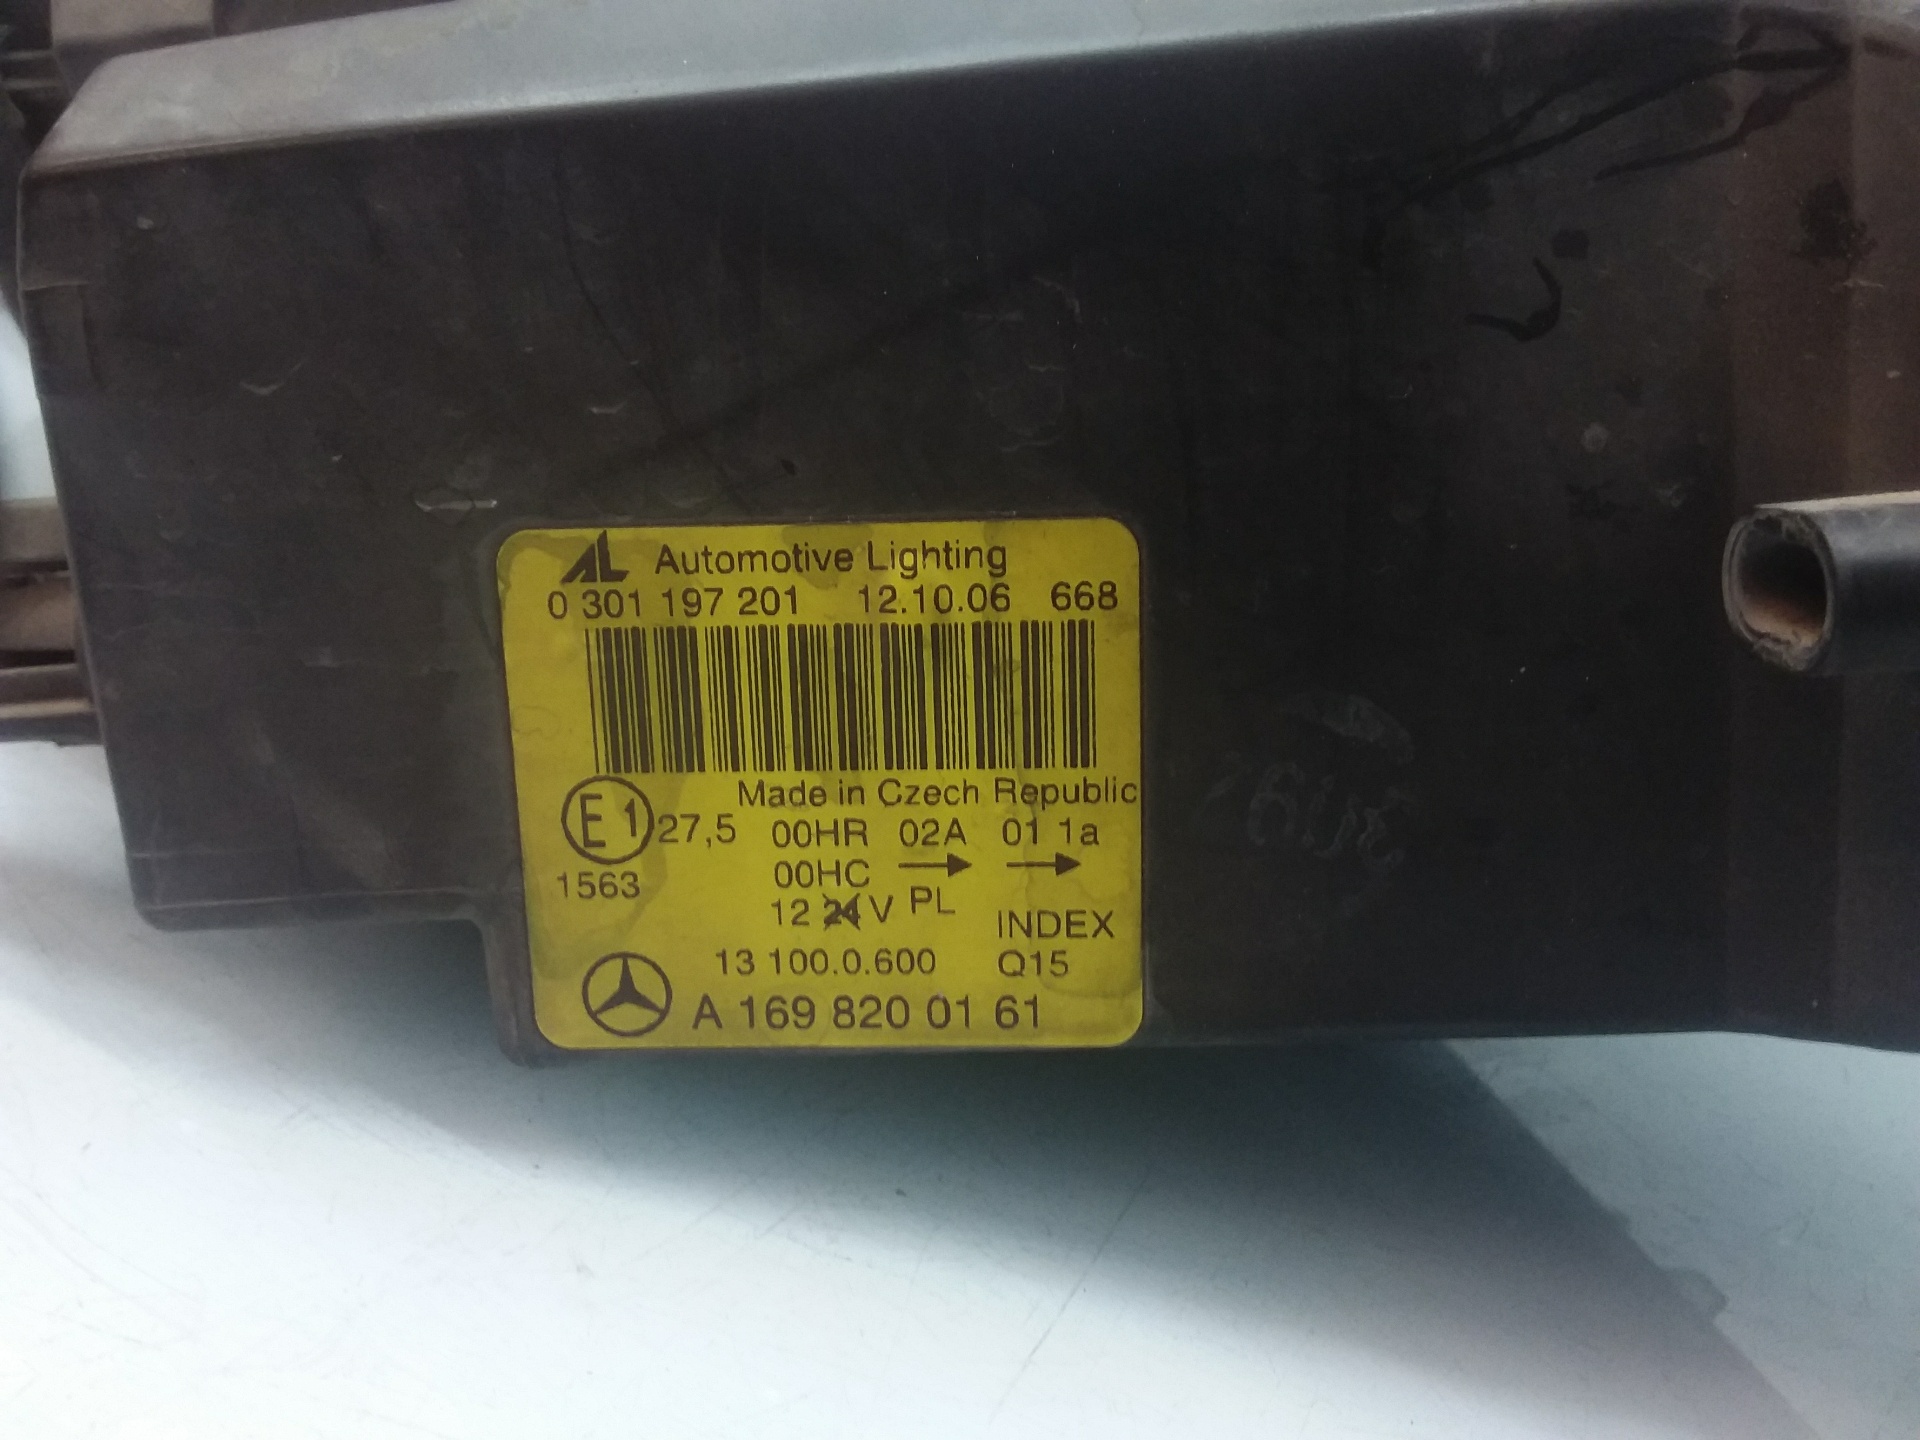 AL Automotive Lighting
0 301 197 201 12.10.06 668
Made in Czech Republic
E1 27,5 00HR 02A 01 1a
00HC → →
1563
12 24 V PL
INDEX
13 100.0.600 Q15
A 169 820 01 61